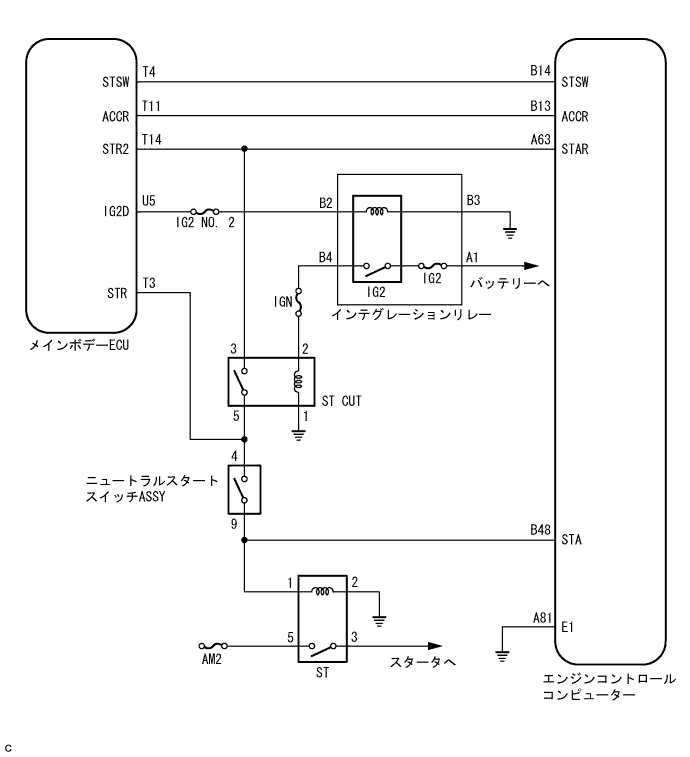 T4
B14
STSW
STSW
T11
B13
ACCR
ACCR
T14
A63
STR2
STAR
U5
B2
B3
IG2D
IG2 NO. 2
B4
A1
IG2
IG2
バッテリーへ
T3
STR
IGN
インテグレーションリレー
メインボデーECU
3
2
ST CUT
5
1
4
ニュートラルスタート
スイッチASSY
9
B48
STA
1
2
A81
E1
5
3
AM2
ST
スタータへ
エンジンコントロール
コンピューター
C